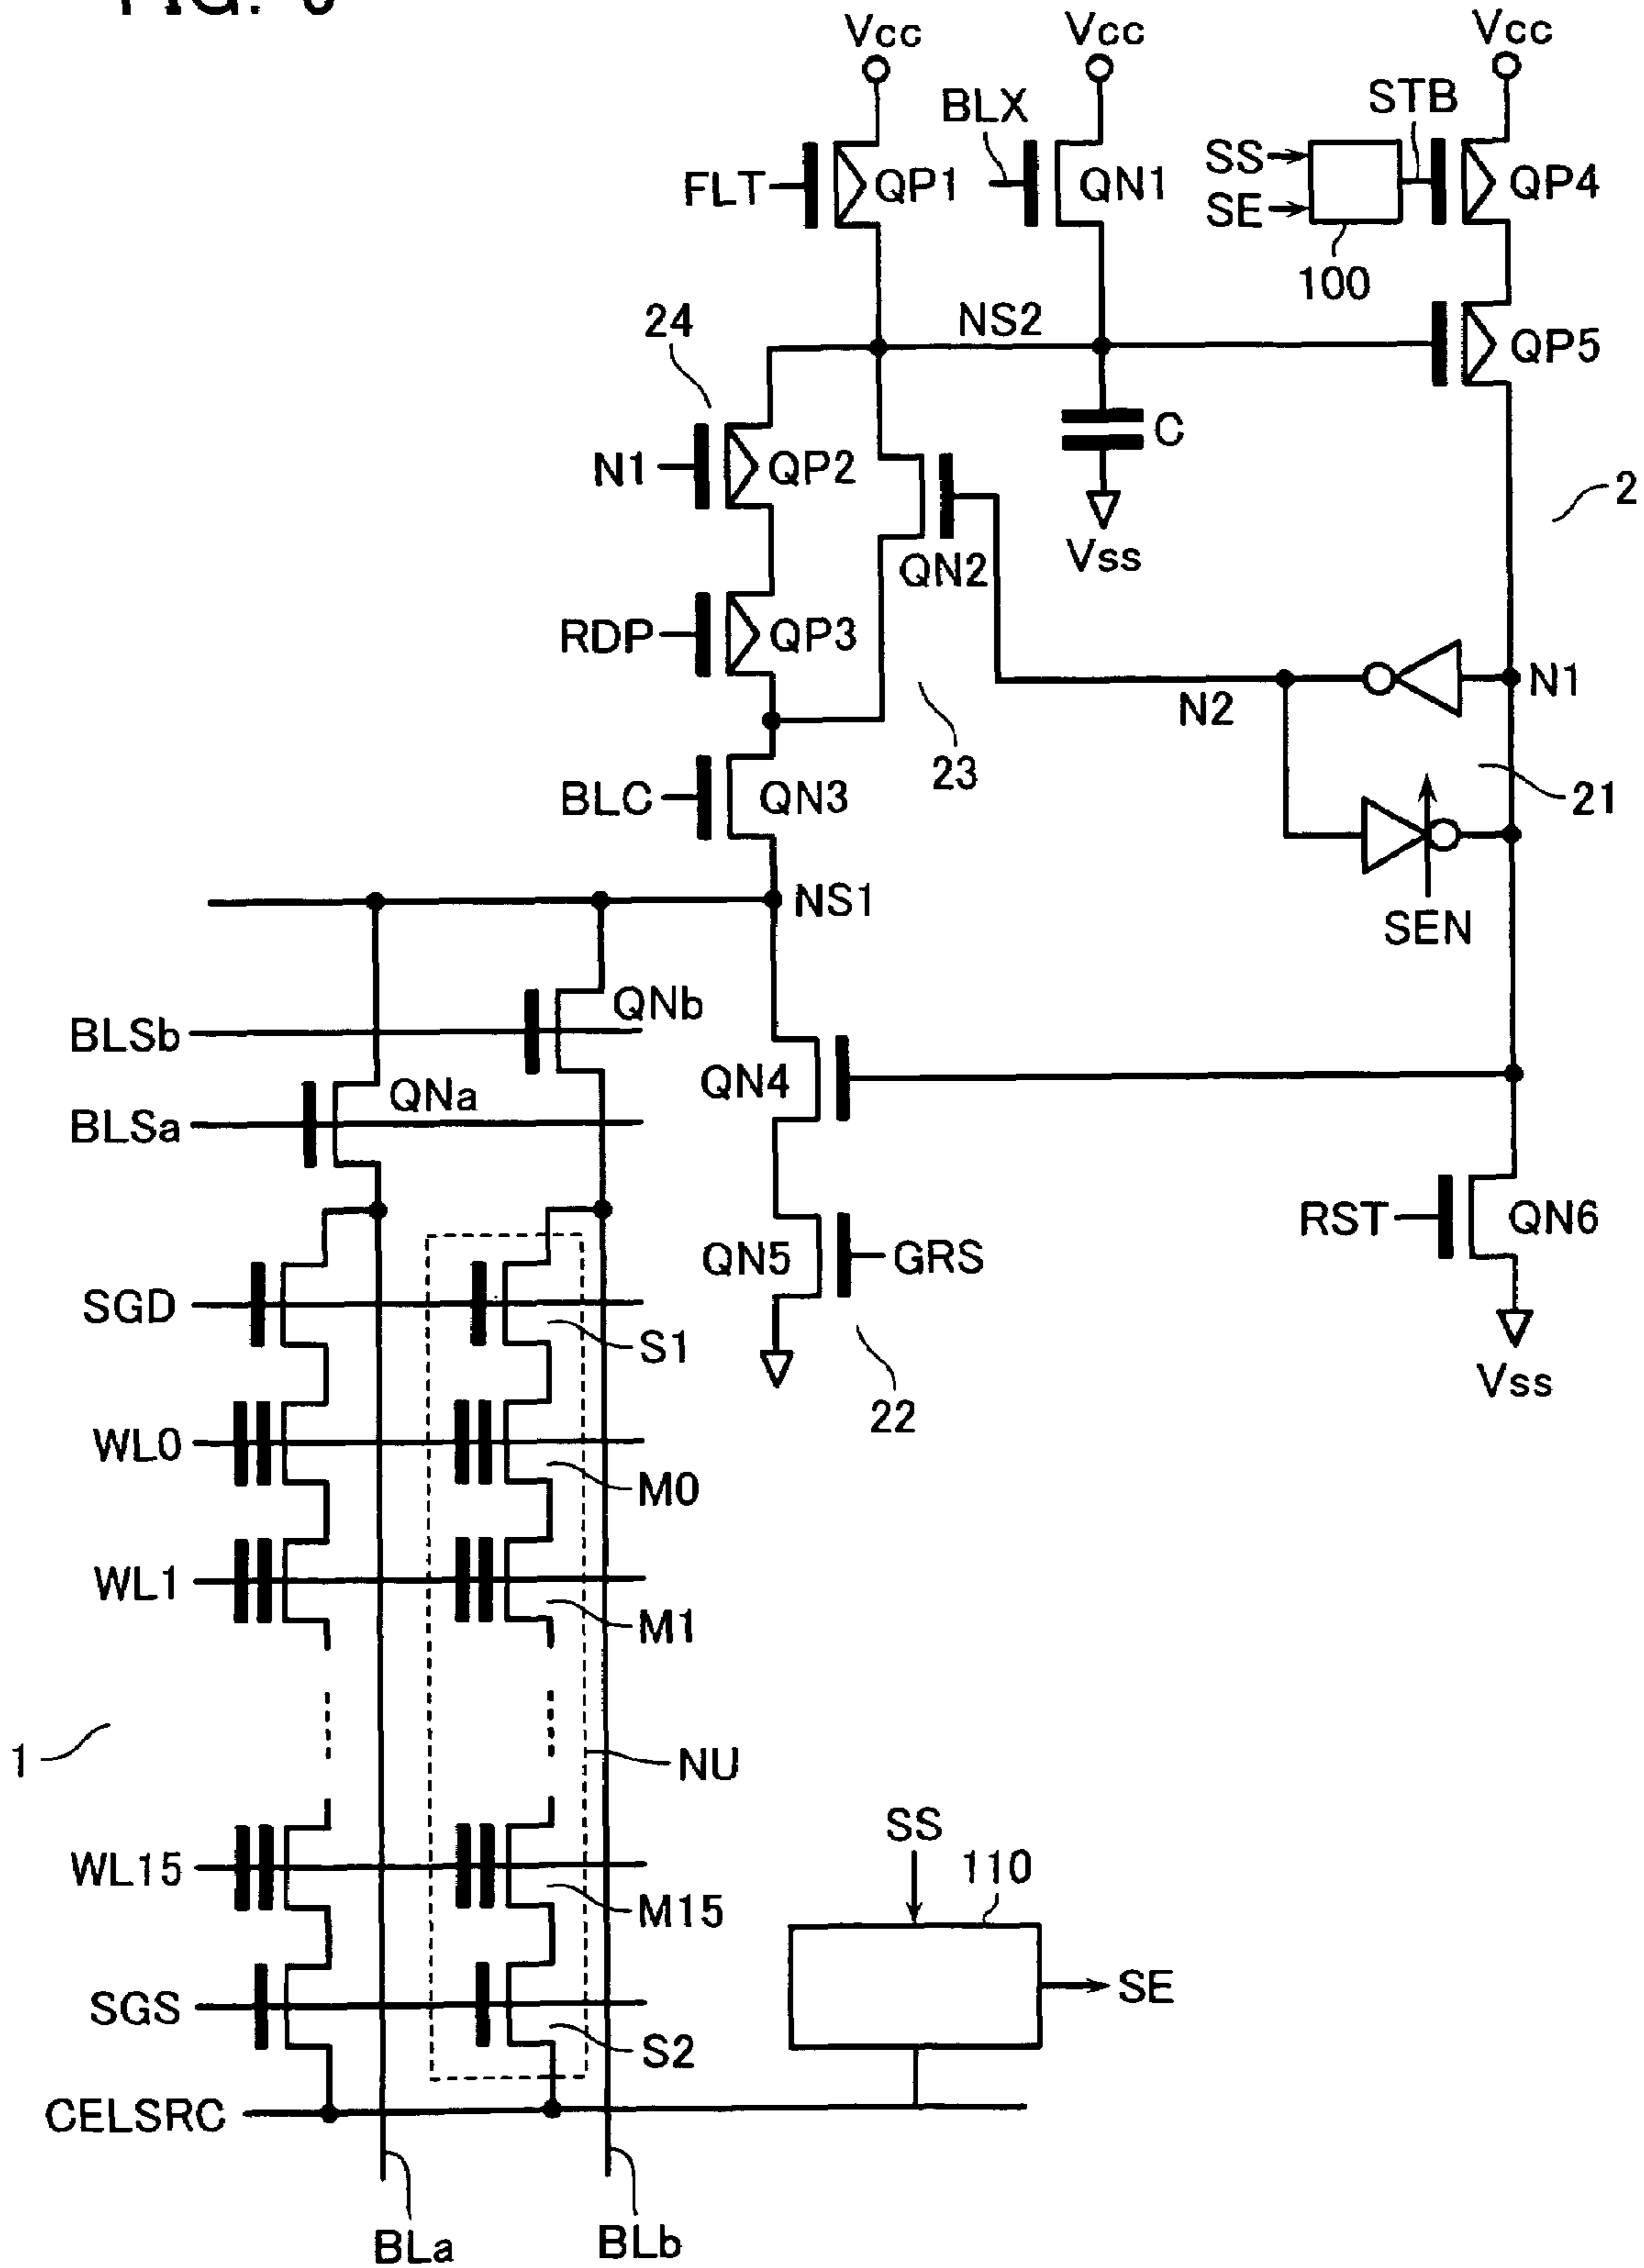 Vcc Vcc Vcc
BLX STB
FLT QP1 QN1 SS SE QP4
100
24 NS2 QP5
C
N1 QP2
2
Vss
QN2
RDP QP3
N1
N2
23
BLC QN3 21
NS1 SEN
QNb
BLSb
QN4
QNa
BLSa
RST QN6
QN5 GRS
SGD
S1
Vss
22
WL0
M0
WL1
M1
1 NU
SS
110
WL15
M15
SE
SGS
S2
CELSRC
BLa BLb